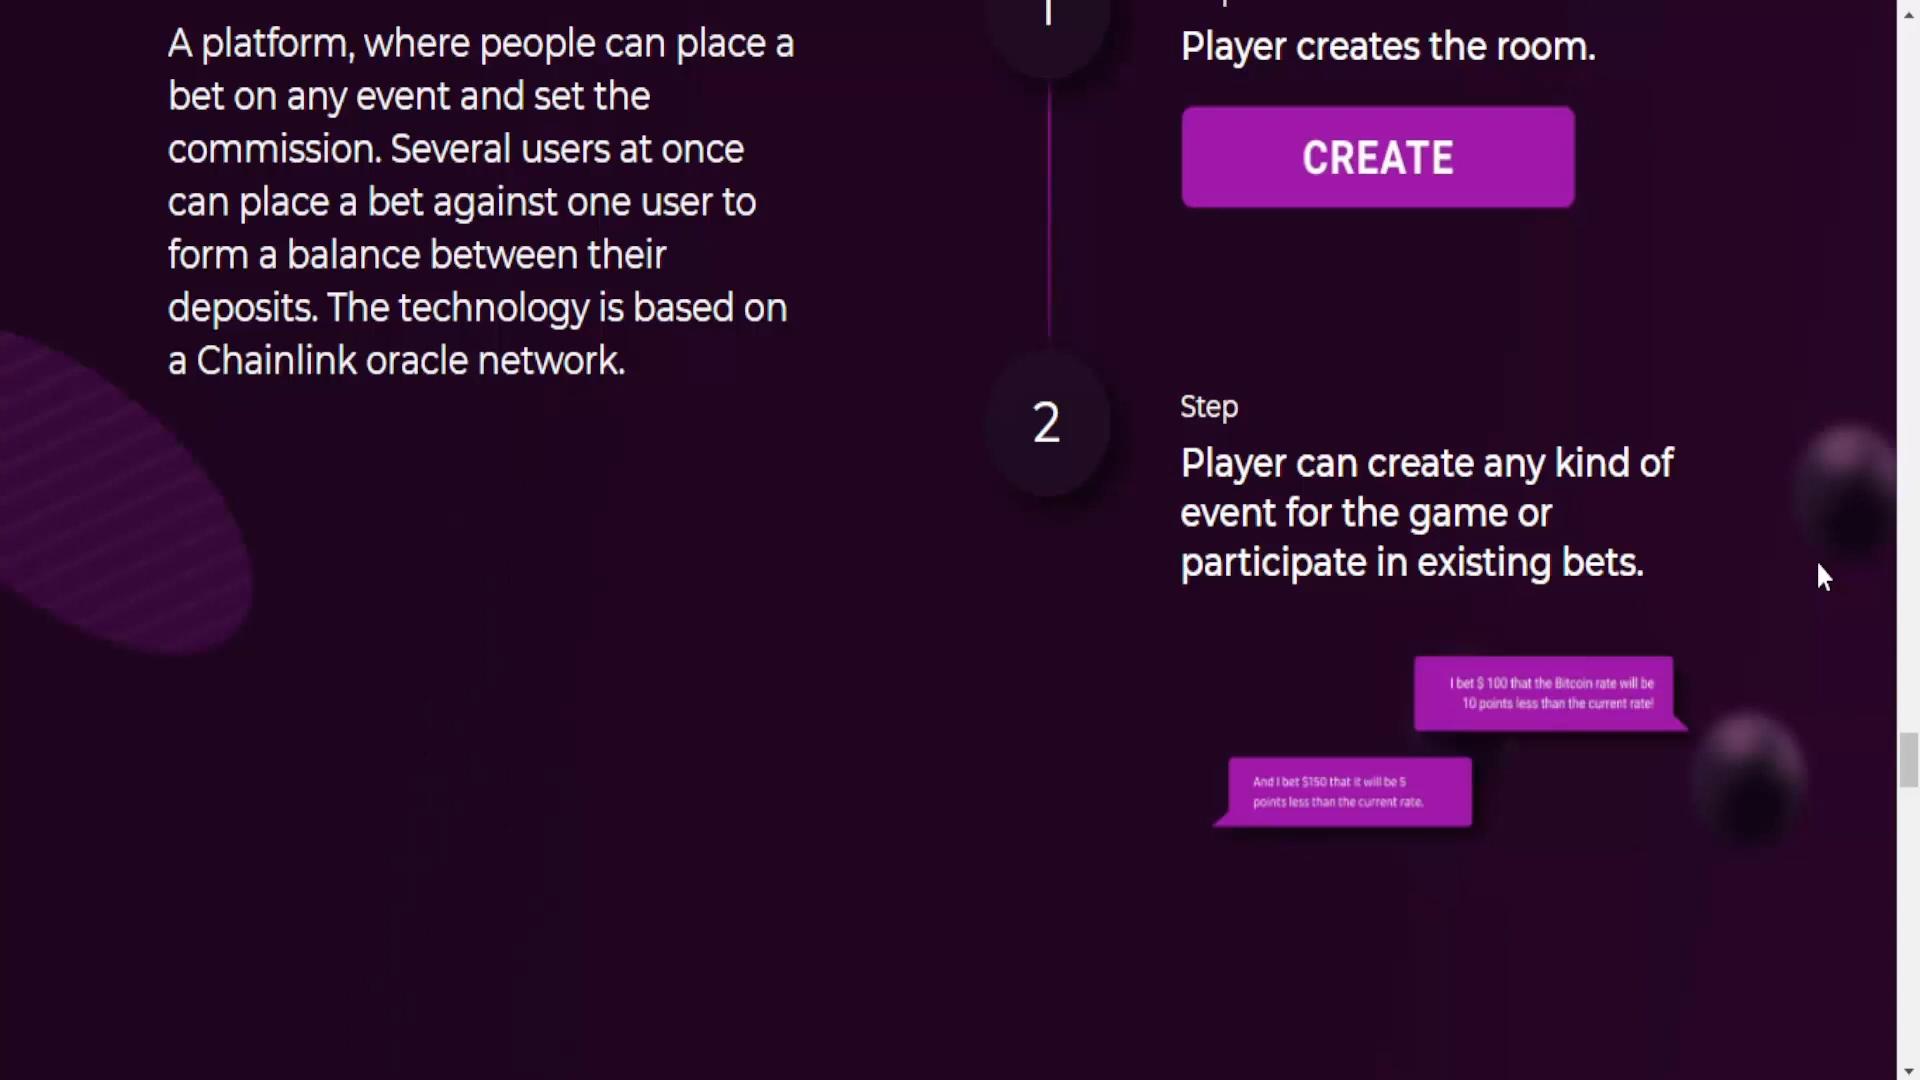 A platform, where people can place a
bet on any event and set the
commission. Several users at once
can place a bet against one user to
form a balance between their
deposits. The technology is based on
a Chainlink oracle network.
1
Player creates the room.
CREATE
2
Step
Player can create any kind of
event for the game or
participate in existing bets.
I bet $ 100 that the Bitcoin rate will be
10 points less than the current rate!
And I bet $150 that it will be 5
points less than the current rate.